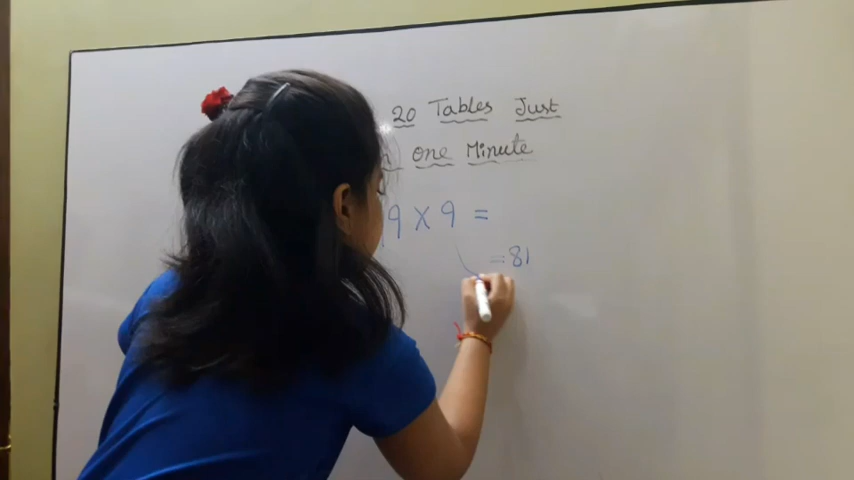 20 Tables Just
one Minute
9 x 9 =
= 81